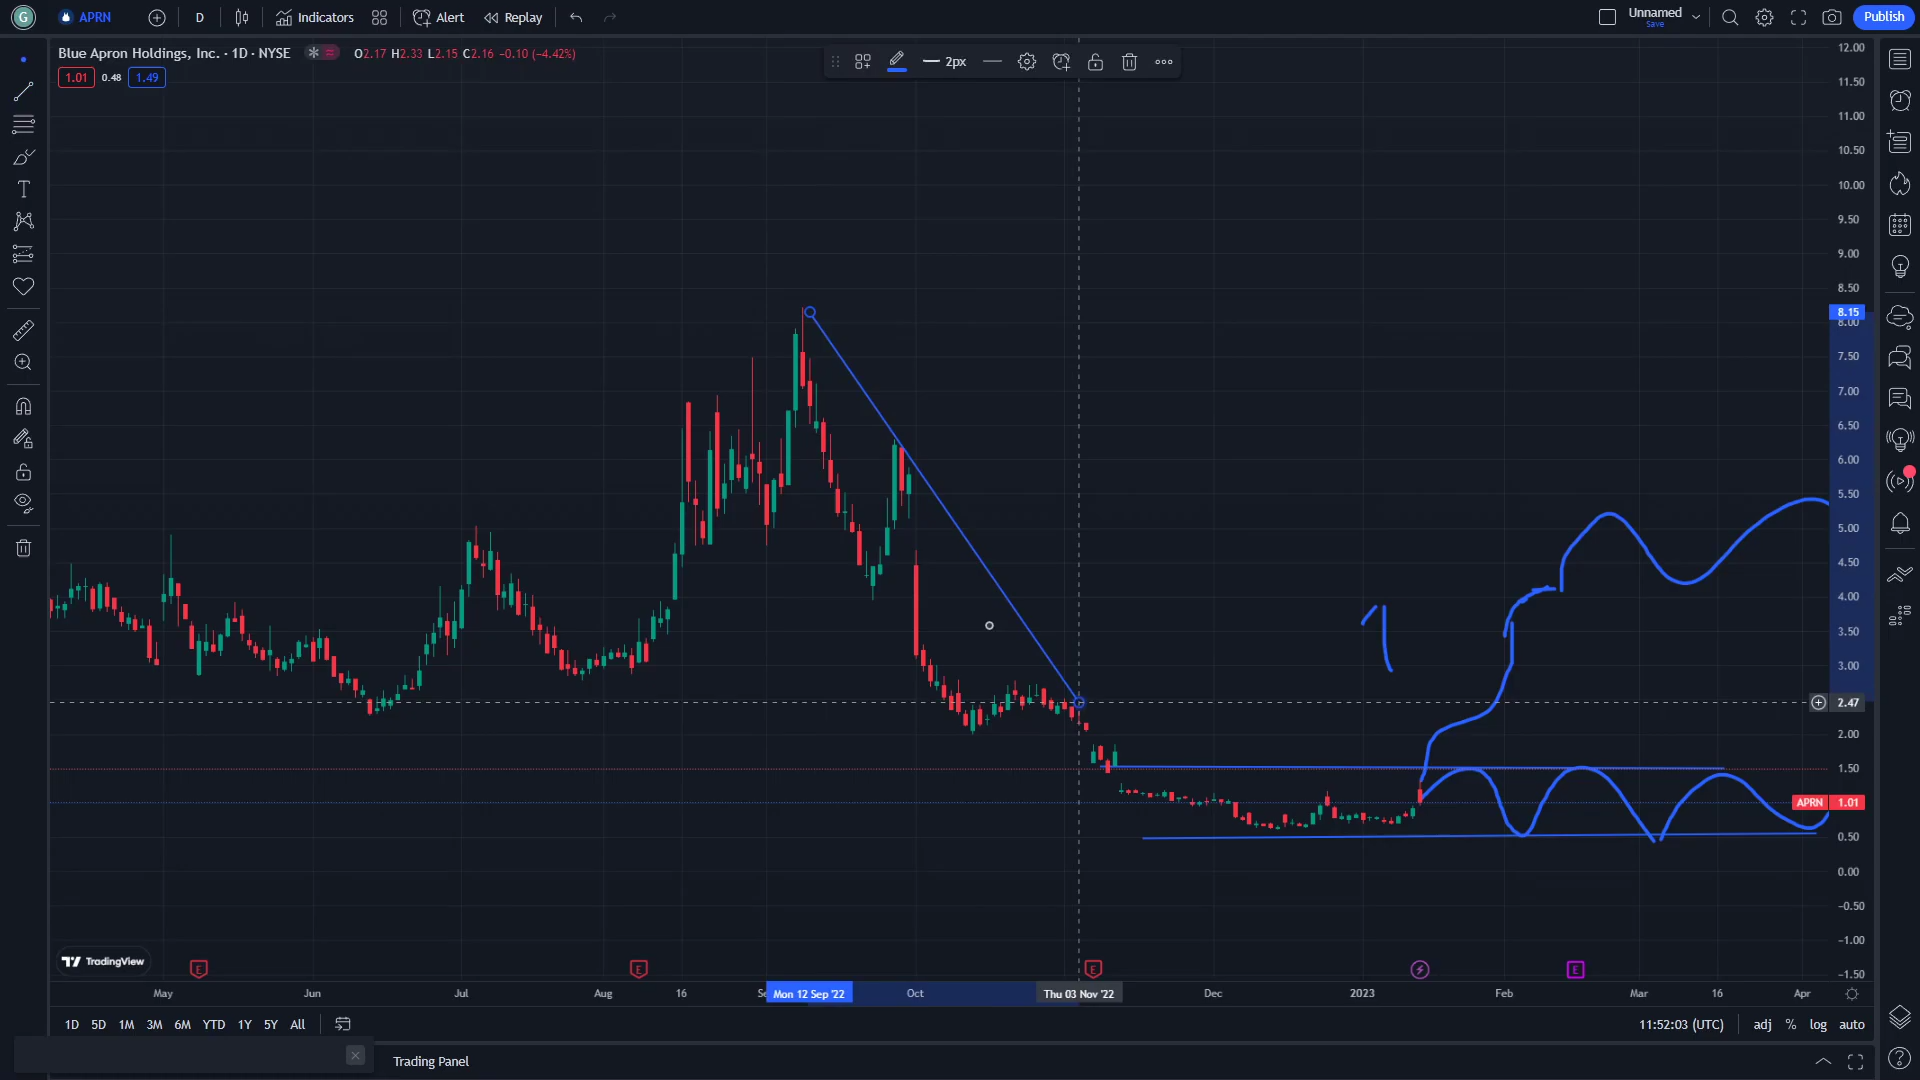 G APRN D Indicators Alert Replay Unnamed Save Publish
Blue Apron Holdings, Inc. · 1D · NYSE O2.17 H2.33 L2.15 C2.16 −0.10 (−4.42%)
1.01 0.48 1.49
2px
12.00
11.50
11.00
10.50
10.00
9.50
9.00
8.50
8.15
8.00
7.50
7.00
6.50
6.00
5.50
5.00
4.50
4.00
3.50
3.00
2.47
2.00
1.50
APRN 1.01
0.50
0.00
−0.50
−1.00
−1.50
TradingView
E E E E
May Jun Jul Aug 16 Se Mon 12 Sep '22 Oct Thu 03 Nov '22 Dec 2023 Feb Mar 16 Apr
1D 5D 1M 3M 6M YTD 1Y 5Y All 11:52:03 (UTC) adj % log auto
Trading Panel